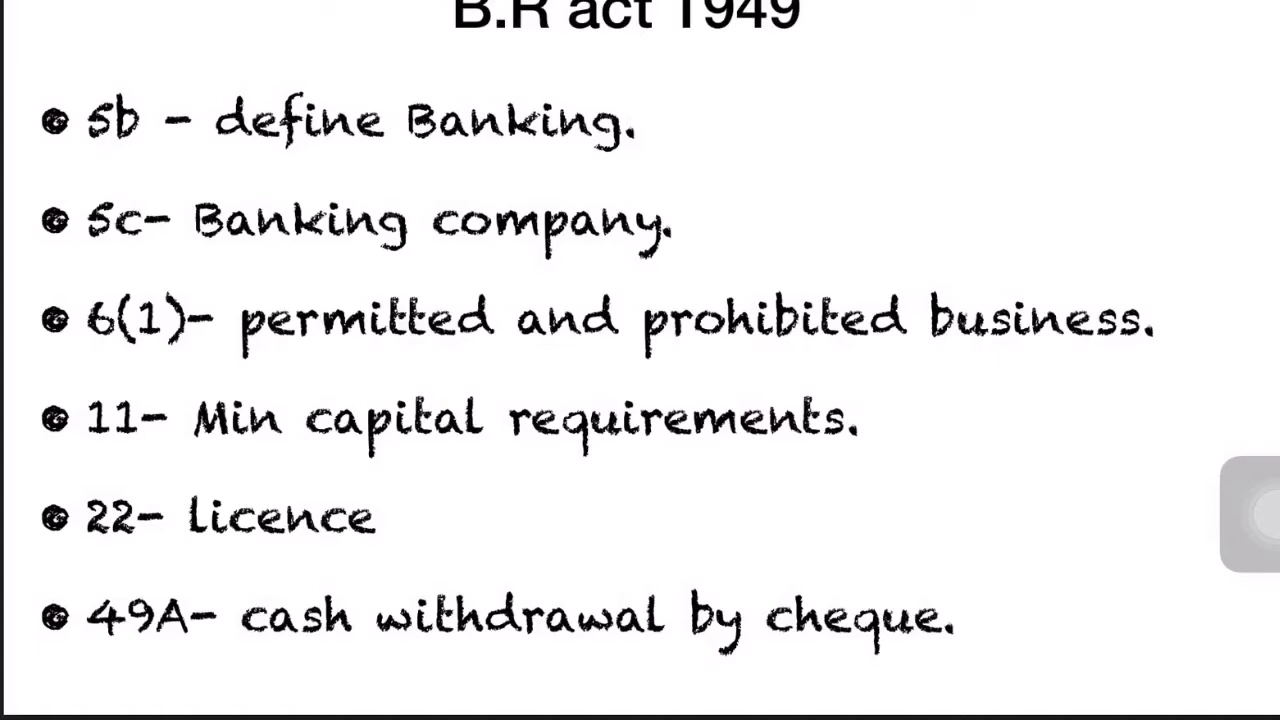 B.R act 1949
5b - define Banking.
5c- Banking company.
6(1)- permitted and prohibited business.
11- Min capital requirements.
22- licence
49A- cash withdrawal by cheque.